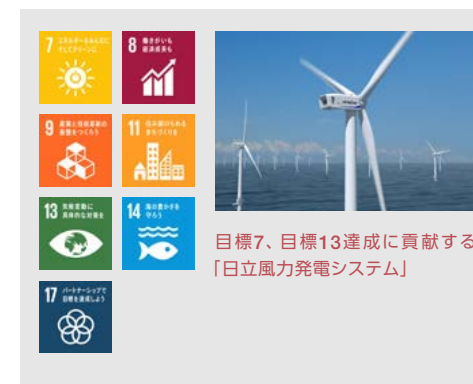 7 エネルギーをみんなに
そしてクリーンに
8 働きがいも
経済成長も
9 産業と技術革新の
基盤をつくろう
11 住み続けられる
まちづくりを
13 気候変動に
具体的な対策を
14 海の豊かさを
守ろう
17 パートナーシップで
目標を達成しよう
目標7、目標13達成に貢献する
「日立風力発電システム」